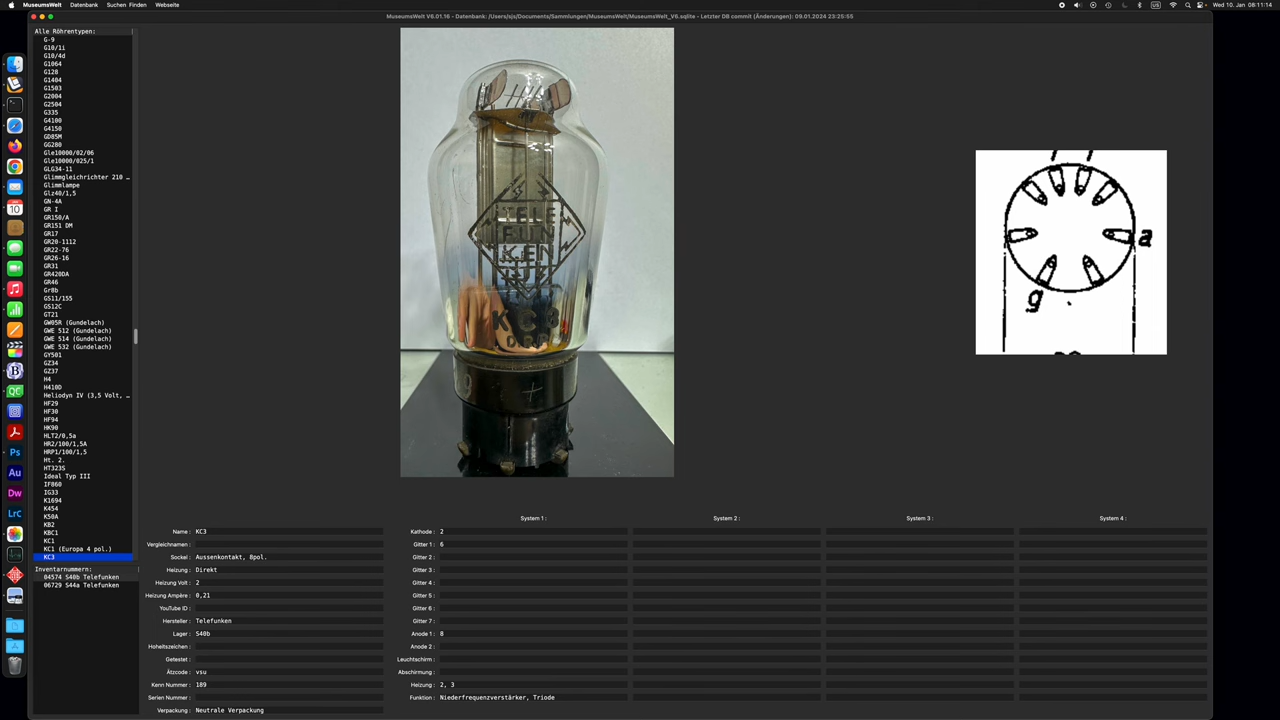 MuseumsWelt Datenbank Suchen Finden Webseite
US
Wed 10. Jan 08:11:14
MuseumsWelt V6.01.16 - Datenbank: /Users/sjs/Documents/Sammlungen/MuseumsWelt/MuseumsWelt_V6.sqlite - Letzter DB commit (Änderungen): 09.01.2024 23:25:55
Alle Röhrentypen:
G-9
G10/1i
G10/4d
G1064
G128
G1404
G1503
G2004
G2504
G335
G4100
G4150
GD85M
GG280
Gle10000/02/06
Gle10000/025/1
GLG34-11
Glimmgleichrichter 210 …
Glimmlampe
Glz40/1,5
GN-4A
GR I
GR150/A
GR151 DM
GR17
GR20-1112
GR22-76
GR26-16
GR31
GR420DA
GR46
Gr8b
GS11/155
GS12C
GT21
GW05R (Gundelach)
GWE 512 (Gundelach)
GWE 514 (Gundelach)
GWE 532 (Gundelach)
GY501
GZ34
GZ37
H4
H410D
Heliodyn IV (3,5 Volt, …
HF29
HF30
HF94
HK90
HLT2/0,5a
HR2/100/1,5A
HRP1/100/1,5
Ht. 2.
HT323S
Ideal Typ III
IF860
IG33
K1694
K454
K50A
KB2
KBC1
KC1
KC1 (Europa 4 pol.)
KC3
Inventarnummern:
04574 S40b Telefunken
06729 S44a Telefunken
TELE
FUN
KEN
KC3
a
g
System 1 :
System 2 :
System 3 :
System 4 :
Name : KC3
Vergleichnamen :
Sockel : Aussenkontakt, 8pol.
Heizung : Direkt
Heizung Volt : 2
Heizung Ampère : 0,21
YouTube ID :
Hersteller : Telefunken
Lager : S40b
Hoheitszeichen :
Getestet :
Ätzcode : vsu
Kenn Nummer : 189
Serien Nummer :
Verpackung : Neutrale Verpackung
Kathode : 2
Gitter 1 : 6
Gitter 2 :
Gitter 3 :
Gitter 4 :
Gitter 5 :
Gitter 6 :
Gitter 7 :
Anode 1 : 8
Anode 2 :
Leuchtschirm :
Abschirmung :
Heizung : 2, 3
Funktion : Niederfrequenzverstärker, Triode